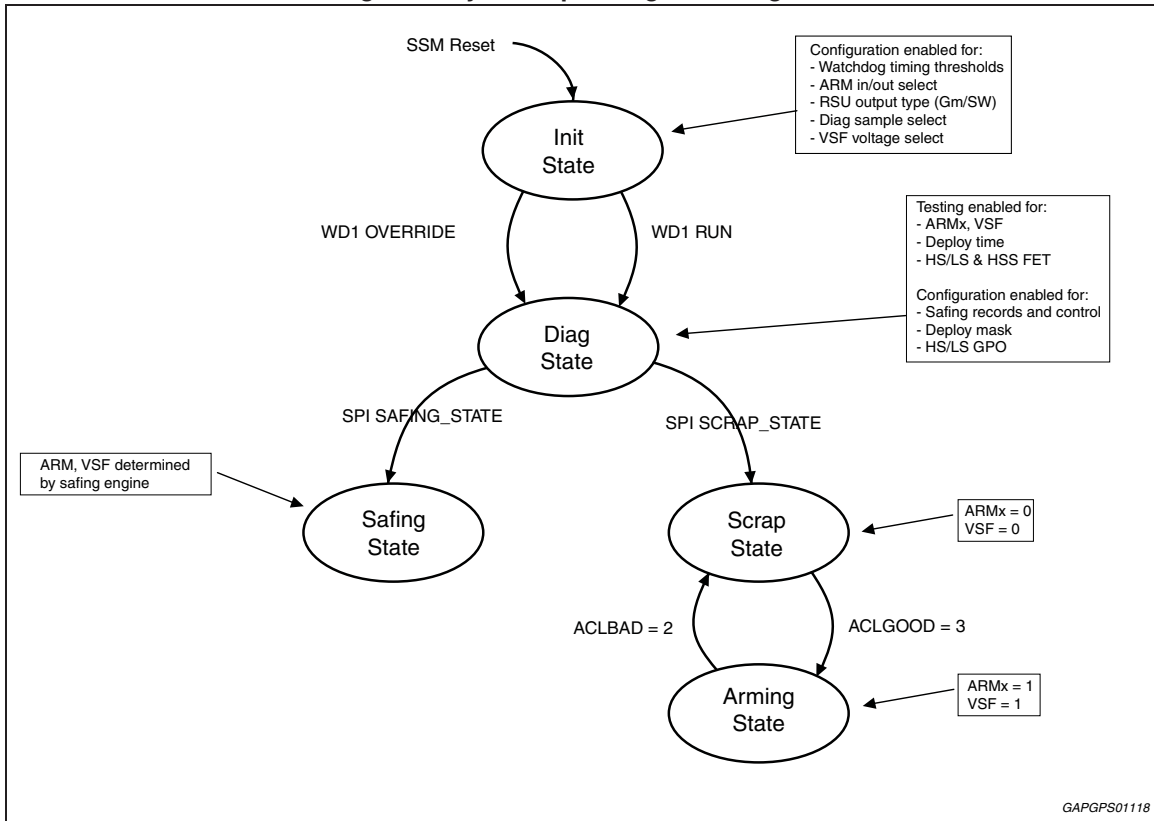 SSM Reset
Configuration enabled for:
- Watchdog timing thresholds
- ARM in/out select
- RSU output type (Gm/SW)
- Diag sample select
- VSF voltage select
Init
State
WD1 OVERRIDE
WD1 RUN
Testing enabled for:
- ARMx, VSF
- Deploy time
- HS/LS & HSS FET
Configuration enabled for:
- Safing records and control
- Deploy mask
- HS/LS GPO
Diag
State
SPI SAFING_STATE
SPI SCRAP_STATE
ARM, VSF determined
by safing engine
Safing
State
Scrap
State
ARMx = 0
VSF = 0
ACLBAD = 2
ACLGOOD = 3
Arming
State
ARMx = 1
VSF = 1
GAPGPS01118